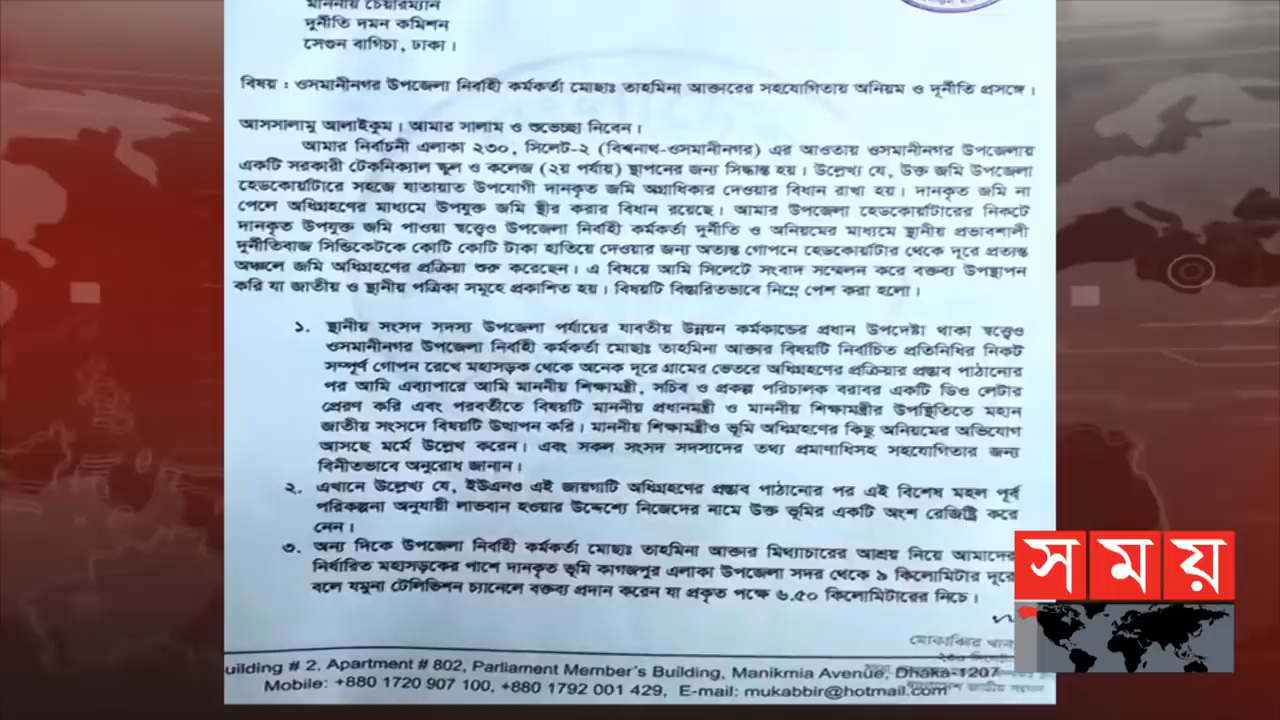 মাননীয় চেয়ারম্যান
দুর্নীতি দমন কমিশন
সেগুন বাগিচা, ঢাকা।
বিষয় : ওসমানীনগর উপজেলা নির্বাহী কর্মকর্তা মোছাঃ তাহমিনা আক্তারের সহযোগিতায় অনিয়ম ও দূর্নীতি প্রসঙ্গে।
আসসালামু আলাইকুম। আমার সালাম ও শুভেচ্ছা নিবেন।
আমার নির্বাচনী এলাকা ২৩০, সিলেট-২ (বিশ্বনাথ-ওসমানীনগর) এর আওতায় ওসমানীনগর উপজেলায়
একটি সরকারী টেকনিক্যাল স্কুল ও কলেজ (২য় পর্যায়) স্থাপনের জন্য সিদ্ধান্ত হয়। উল্লেখ্য যে, উক্ত জমি উপজেলা
হেডকোয়ার্টারে সহজে যাতায়াত উপযোগী দানকৃত জমি অগ্রাধিকার দেওয়ার বিধান রাখা হয়। দানকৃত জমি না
পেলে অধিগ্রহণের মাধ্যমে উপযুক্ত জমি স্থীর করার বিধান রয়েছে। আমার উপজেলা হেডকোয়ার্টারের নিকটে
দানকৃত উপযুক্ত জমি পাওয়া স্বত্ত্বেও উপজেলা নির্বাহী কর্মকর্তা দুর্নীতি ও অনিয়মের মাধ্যমে স্থানীয় প্রভাবশালী
দুর্নীতিবাজ সিন্ডিকেটকে কোটি কোটি টাকা হাতিয়ে দেওয়ার জন্য অত্যন্ত গোপনে হেডকোয়ার্টার থেকে দূরে প্রত্যন্ত
অঞ্চলে জমি অধিগ্রহণের প্রক্রিয়া শুরু করেছেন। এ বিষয়ে আমি সিলেটে সংবাদ সম্মেলন করে বক্তব্য উপস্থাপন
করি যা জাতীয় ও স্থানীয় পত্রিকা সমূহে প্রকাশিত হয়। বিষয়টি বিস্তারিতভাবে নিম্নে পেশ করা হলো।
১. স্থানীয় সংসদ সদস্য উপজেলা পর্যায়ের যাবতীয় উন্নয়ন কর্মকান্ডের প্রধান উপদেষ্টা থাকা স্বত্ত্বেও
ওসমানীনগর উপজেলা নির্বাহী কর্মকর্তা মোছাঃ তাহমিনা আক্তার বিষয়টি নির্বাচিত প্রতিনিধির নিকট
সম্পূর্ণ গোপন রেখে মহাসড়ক থেকে অনেক দূরে গ্রামের ভেতরে অধিগ্রহণের প্রক্রিয়ার প্রস্তাব পাঠানোর
পর আমি এব্যাপারে আমি মাননীয় শিক্ষামন্ত্রী, সচিব ও প্রকল্প পরিচালক বরাবর একটি ডিও লেটার
প্রেরণ করি এবং পরবর্তীতে বিষয়টি মাননীয় প্রধানমন্ত্রী ও মাননীয় শিক্ষামন্ত্রীর উপস্থিতিতে মহান
জাতীয় সংসদে বিষয়টি উত্থাপন করি। মাননীয় শিক্ষামন্ত্রীও ভূমি অধিগ্রহণের কিছু অনিয়মের অভিযোগ
আসছে মর্মে উল্লেখ করেন। এবং সকল সংসদ সদস্যদের তথ্য প্রমাণাধিসহ সহযোগিতার জন্য
বিনীতভাবে অনুরোধ জানান।
২. এখানে উল্লেখ্য যে, ইউএনও এই জায়গাটি অধিগ্রহণের প্রস্তাব পাঠানোর পর এই বিশেষ মহল পূর্ব
পরিকল্পনা অনুযায়ী লাভবান হওয়ার উদ্দেশ্যে নিজেদের নামে উক্ত ভূমির একটি অংশ রেজিষ্ট্রি করে
নেন।
৩. অন্য দিকে উপজেলা নির্বাহী কর্মকর্তা মোছাঃ তাহমিনা আক্তার মিথ্যাচারের আশ্রয় নিয়ে আমাদের
নির্ধারিত মহাসড়কের পাশে দানকৃত ভূমি কাগজপুর এলাকা উপজেলা সদর থেকে ৯ কিলোমিটার দূরে
বলে যমুনা টেলিভিশন চ্যানেলে বক্তব্য প্রদান করেন যা প্রকৃত পক্ষে ৬.৫০ কিলোমিটারের নিচে।
মোকাব্বির খান
uilding # 2, Apartment # 802, Parliament Member's Building, Manikmia Avenue, Dhaka-1207
Mobile: +880 1720 907 100, +880 1792 001 429, E-mail: mukabbir@hotmail.com
সময়